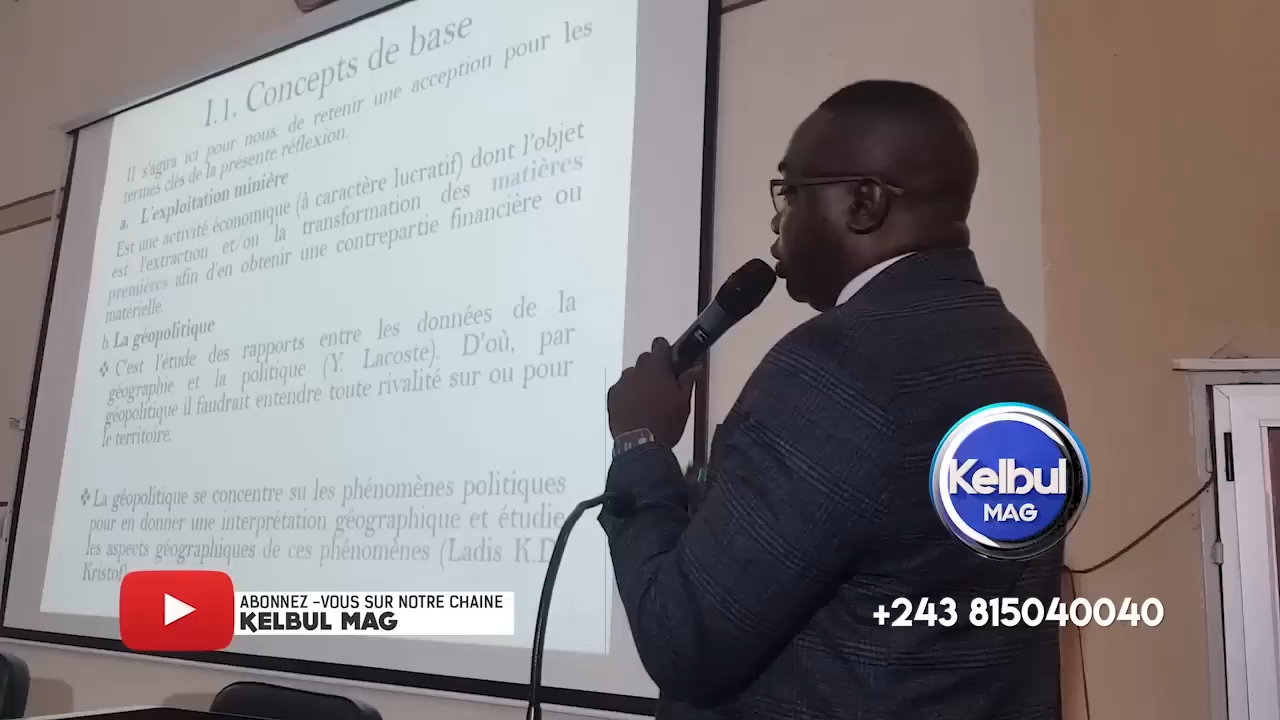 I.1. Concepts de base
Il s'agira ici pour nous, de retenir une acception pour les
termes clés de la présente réflexion.
a. L'exploitation minière
Est une activité économique (à caractère lucratif) dont l'objet
est l'extraction et/ou la transformation des matières
premières afin d'en obtenir une contrepartie financière ou
matérielle.
b. La géopolitique
❖ C'est l'étude des rapports entre les données de la
géographie et la politique (Y. Lacoste). D'où, par
géopolitique il faudrait entendre toute rivalité sur ou pour
le territoire.
❖ La géopolitique se concentre su les phénomènes politiques
pour en donner une interprétation géographique et étudie
les aspects géographiques de ces phénomènes (Ladis K.D
Kristof)
ABONNEZ -VOUS SUR NOTRE CHAINE
KELBUL MAG
Kelbul
MAG
+243 815040040